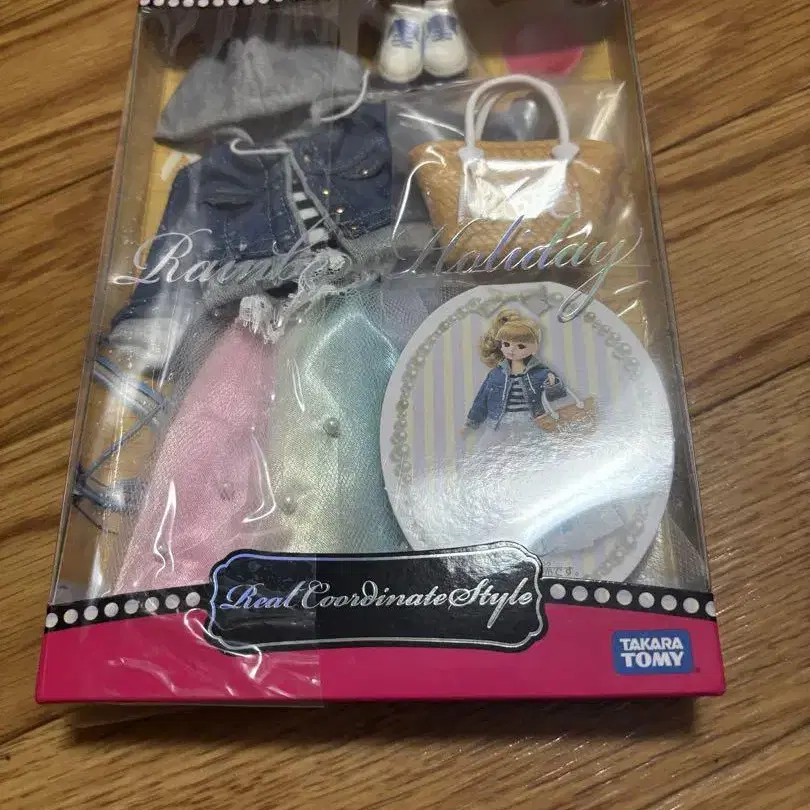 Rainbow Holiday
Real Coordinate Style
TAKARA
TOMY